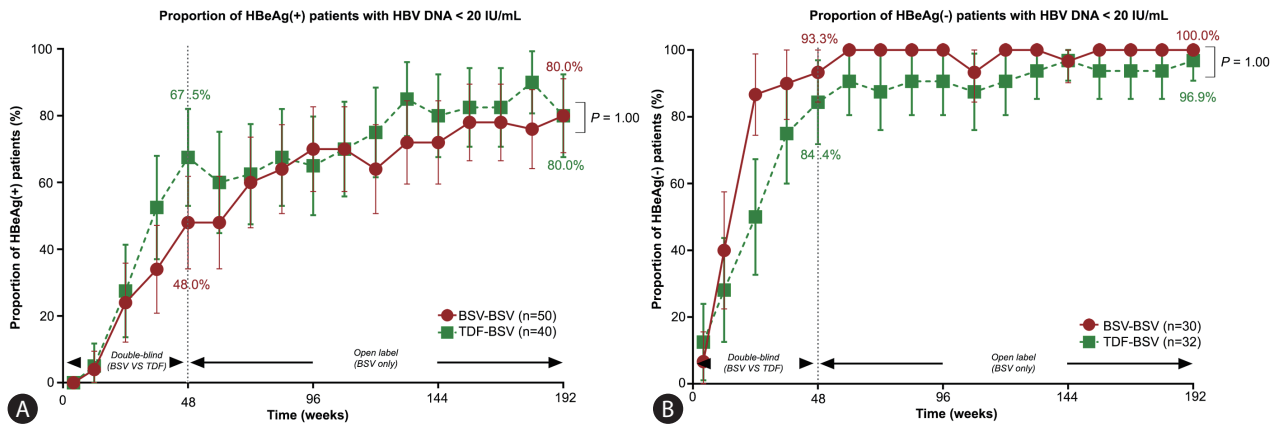 Proportion of HBeAg(+) patients with HBV DNA < 20 IU/mL
Proportion of HBeAg(+) patients (%)
100
80
60
40
20
0
67.5%
48.0%
80.0%
P = 1.00
80.0%
BSV-BSV (n=50)
TDF-BSV (n=40)
Double-blind
(BSV VS TDF)
Open label
(BSV only)
0 48 96 144 192
Time (weeks)
A
Proportion of HBeAg(-) patients with HBV DNA < 20 IU/mL
Proportion of HBeAg(-) patients (%)
100
80
60
40
20
0
93.3%
84.4%
100.0%
P = 1.00
96.9%
BSV-BSV (n=30)
TDF-BSV (n=32)
Double-blind
(BSV VS TDF)
Open label
(BSV only)
0 48 96 144 192
Time (weeks)
B